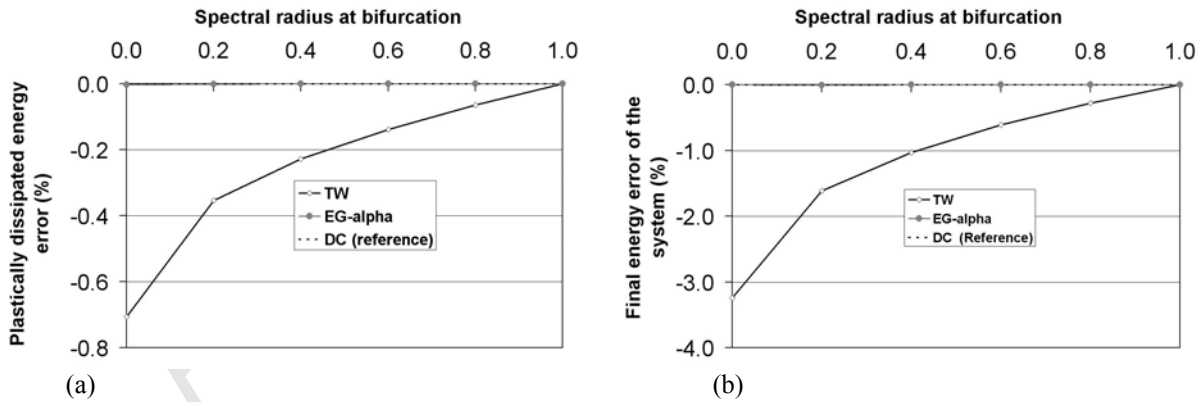 Spectral radius at bifurcation
0.0 0.2 0.4 0.6 0.8 1.0
0.0
-0.2
-0.4
-0.6
-0.8
Plastically dissipated energy
error (%)
TW
EG-alpha
DC (reference)
(a)
Spectral radius at bifurcation
0.0 0.2 0.4 0.6 0.8 1.0
0.0
-1.0
-2.0
-3.0
-4.0
Final energy error of the
system (%)
TW
EG-alpha
DC (Reference)
(b)